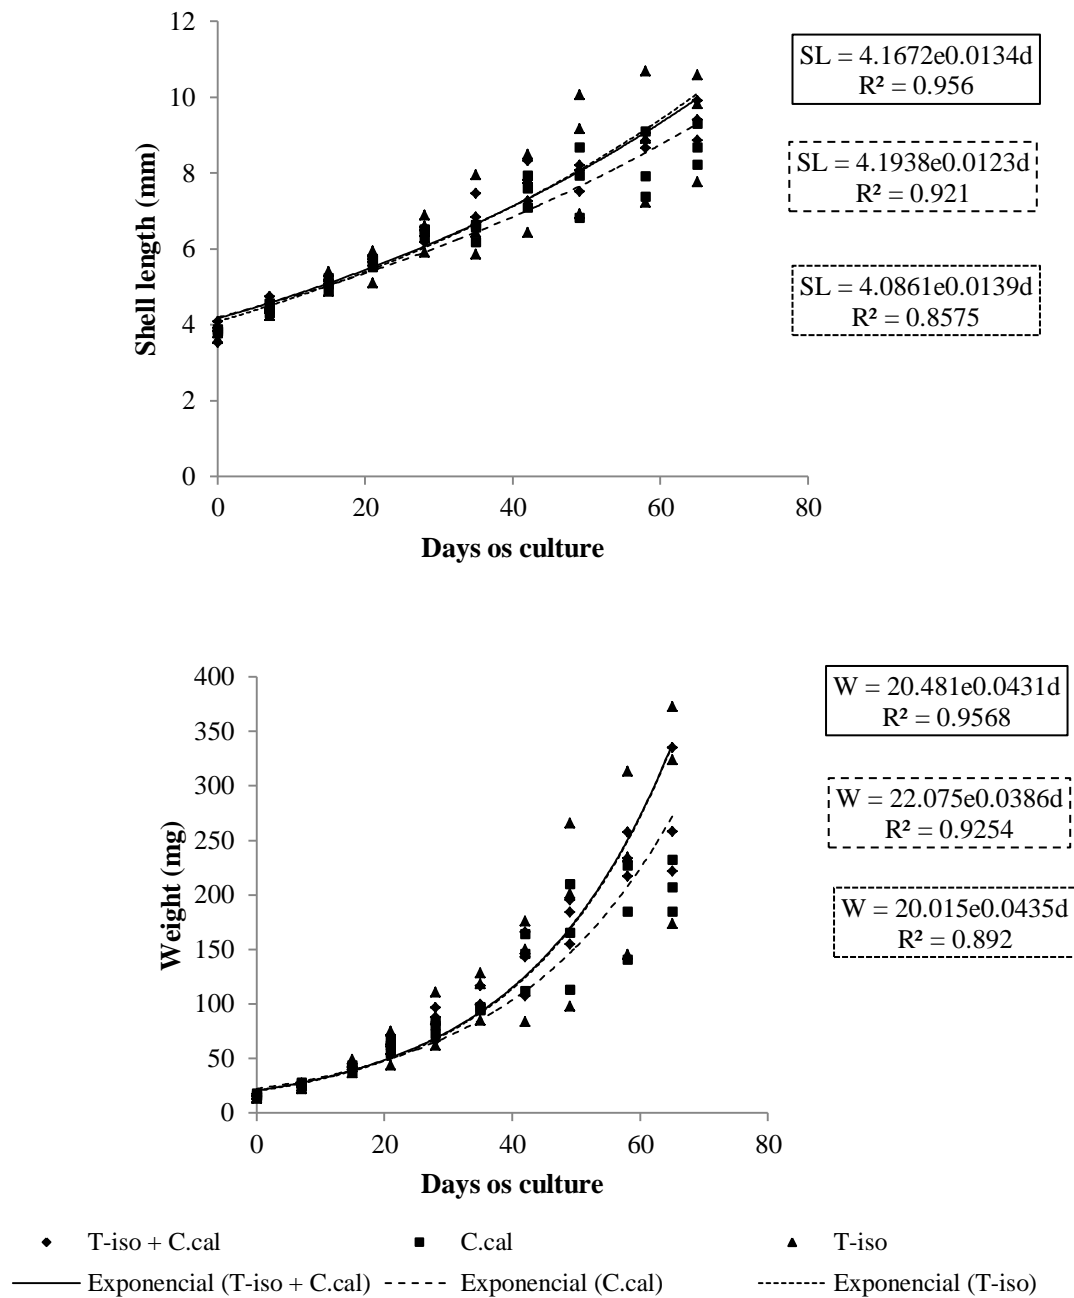 12
10
8
6
4
2
0
Shell length (mm)
0 20 40 60 80
Days os culture
SL = 4.1672e0.0134d
R² = 0.956
SL = 4.1938e0.0123d
R² = 0.921
SL = 4.0861e0.0139d
R² = 0.8575
400
350
300
250
200
150
100
50
0
Weight (mg)
0 20 40 60 80
Days os culture
W = 20.481e0.0431d
R² = 0.9568
W = 22.075e0.0386d
R² = 0.9254
W = 20.015e0.0435d
R² = 0.892
T-iso + C.cal C.cal T-iso
Exponencial (T-iso + C.cal) Exponencial (C.cal) Exponencial (T-iso)